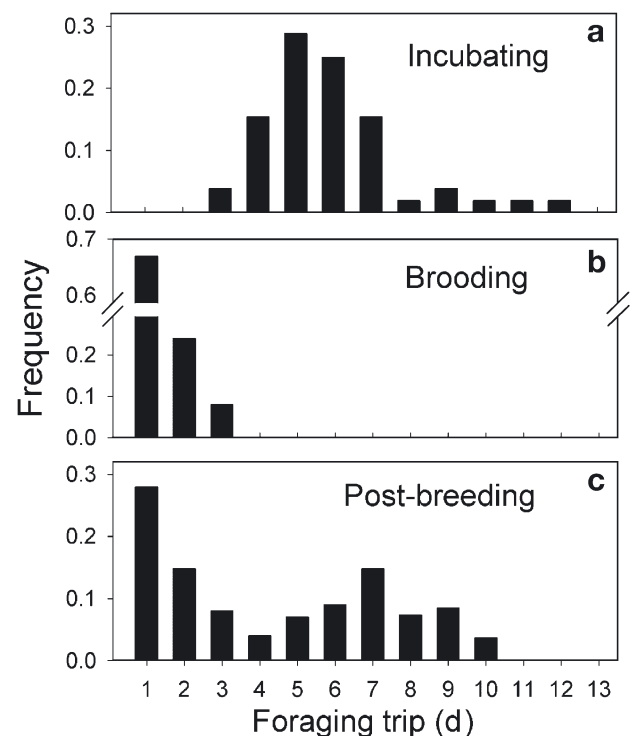 0.3
a
Incubating
0.2
0.1
0.0
0.7
b
Brooding
0.6
0.2
0.1
0.0
Frequency
0.3
c
Post-breeding
0.2
0.1
0.0
1 2 3 4 5 6 7 8 9 10 11 12 13
Foraging trip (d)